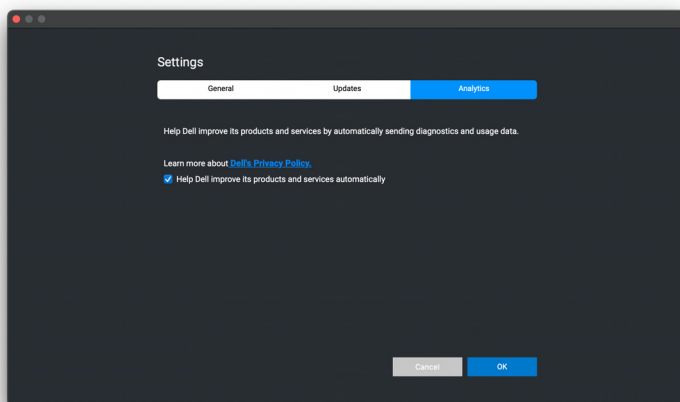 Settings
General Updates Analytics
Help Dell improve its products and services by automatically sending diagnostics and usage data.
Learn more about Dell's Privacy Policy.
Help Dell improve its products and services automatically
Cancel OK